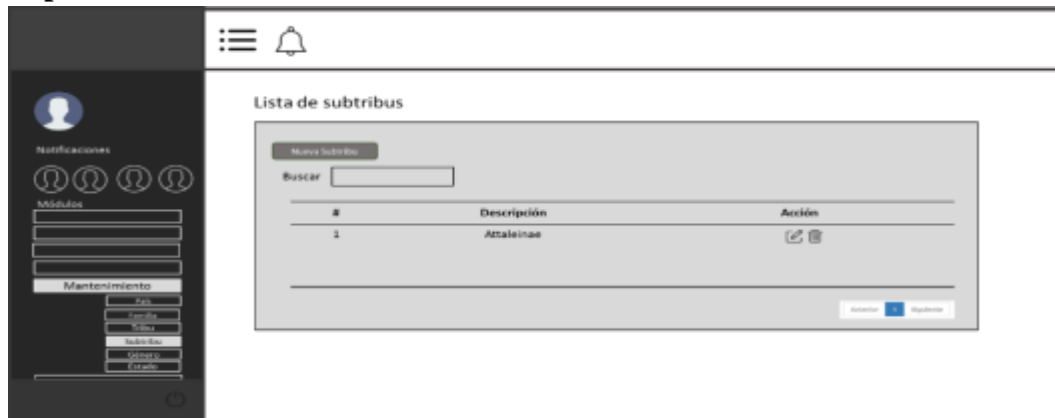 Lista de subtribus
Notificaciones
Módulos
Mantenimiento
País
Familia
Tribu
Subtribu
Género
Estado
Nueva Subtribu
Buscar
# Descripción Acción
1 Attaleinae
Anterior 1 Siguiente